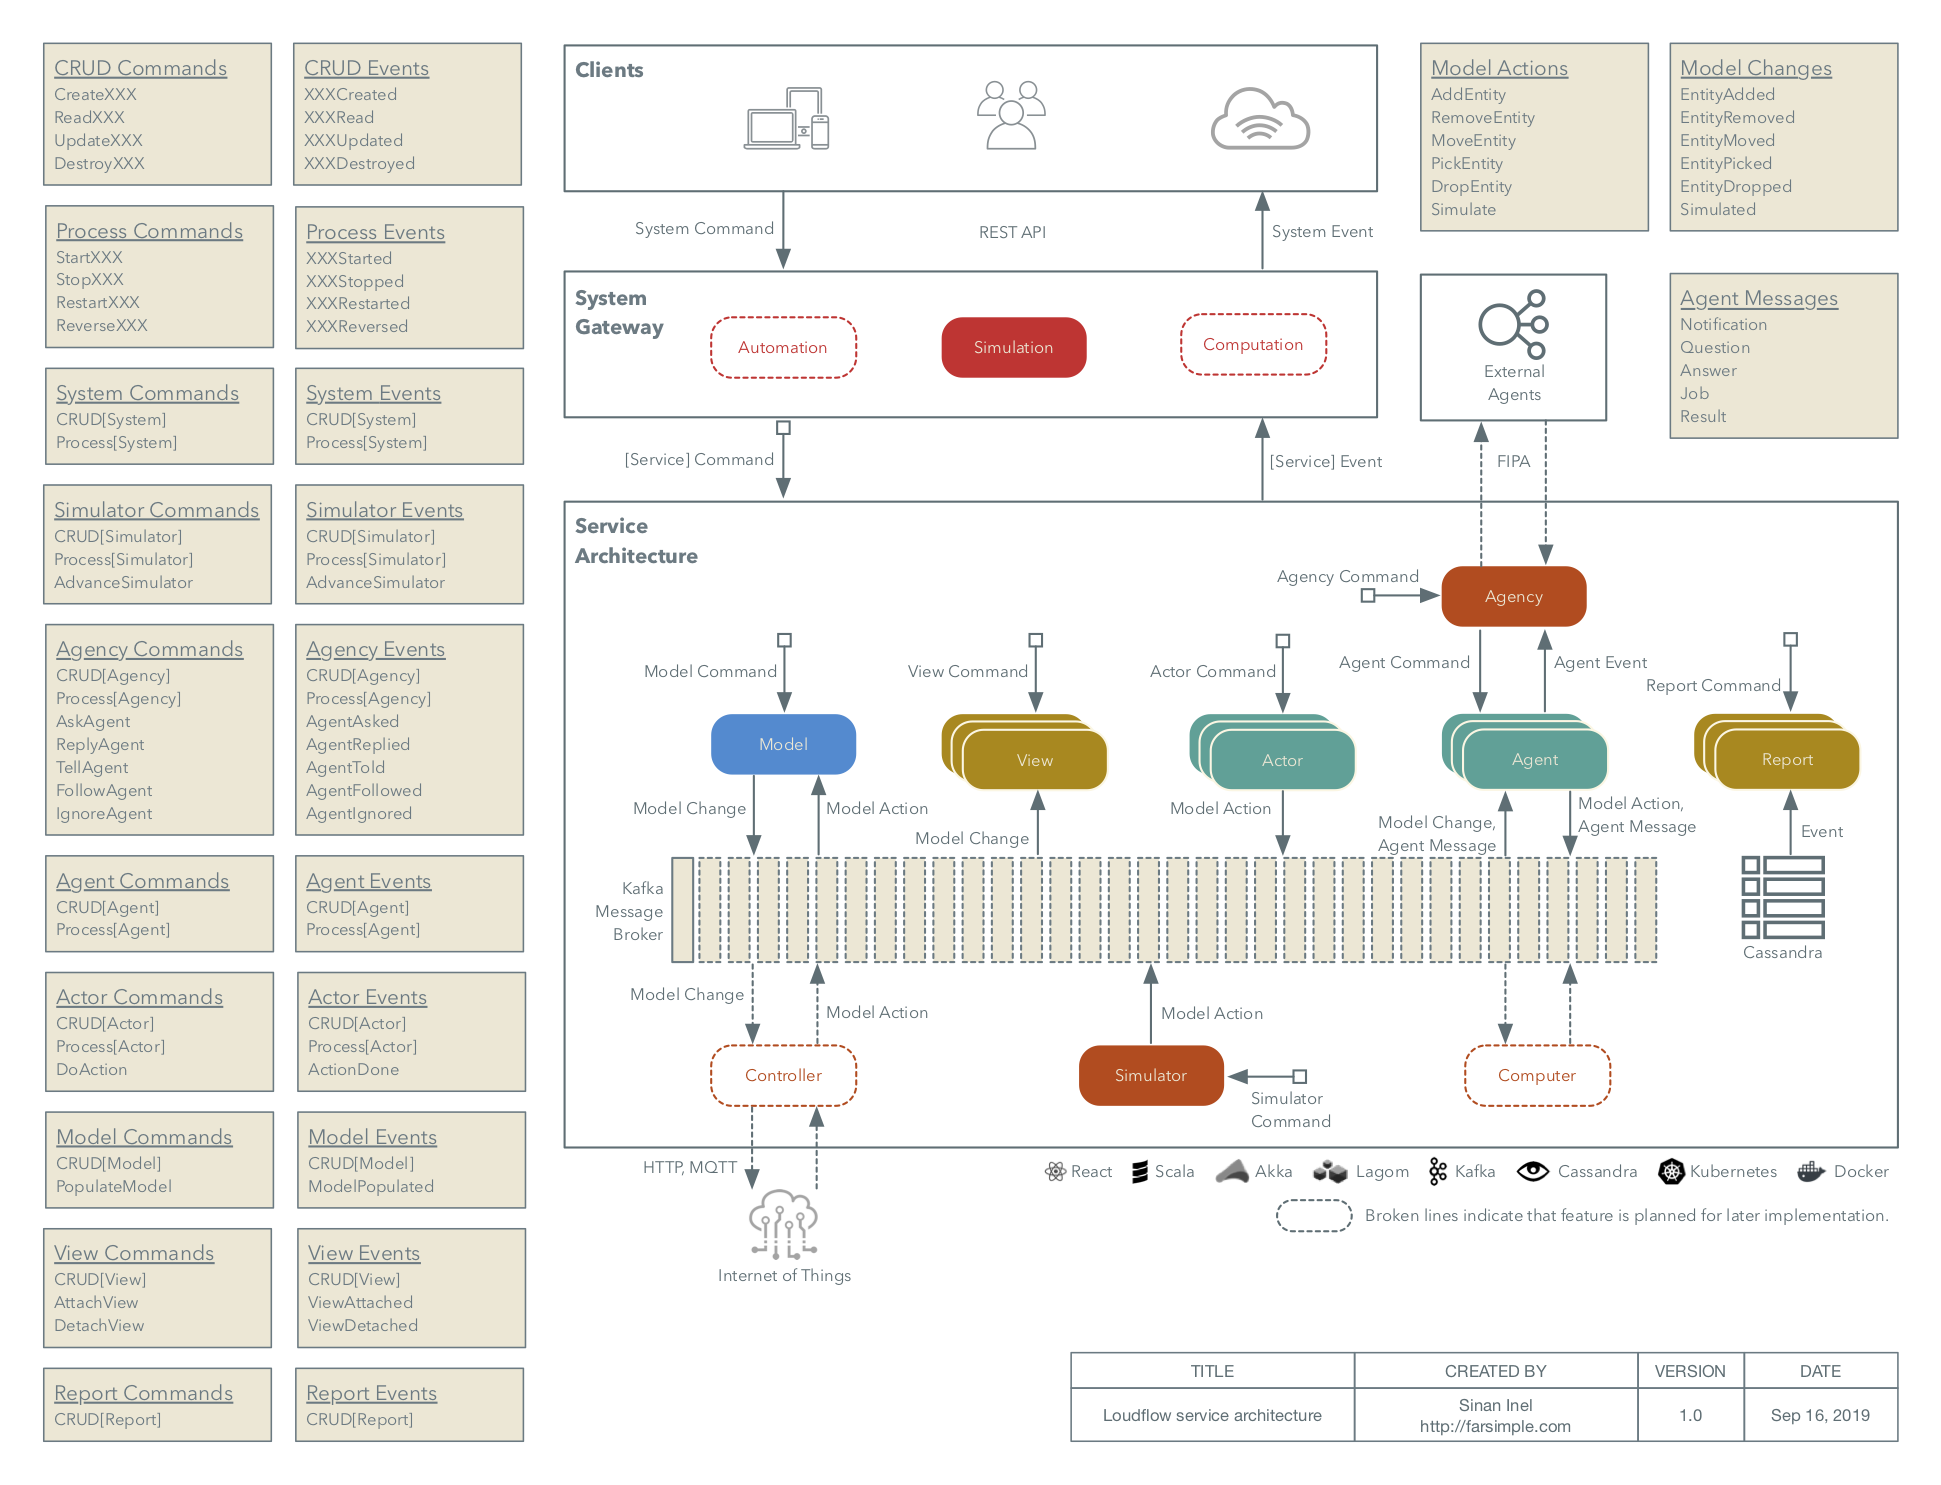 CRUD Commands
CreateXXX
ReadXXX
UpdateXXX
DestroyXXX
CRUD Events
XXXCreated
XXXRead
XXXUpdated
XXXDestroyed
Process Commands
StartXXX
StopXXX
RestartXXX
ReverseXXX
Process Events
XXXStarted
XXXStopped
XXXRestarted
XXXReversed
System Commands
CRUD[System]
Process[System]
System Events
CRUD[System]
Process[System]
Simulator Commands
CRUD[Simulator]
Process[Simulator]
AdvanceSimulator
Simulator Events
CRUD[Simulator]
Process[Simulator]
AdvanceSimulator
Agency Commands
CRUD[Agency]
Process[Agency]
AskAgent
ReplyAgent
TellAgent
FollowAgent
IgnoreAgent
Agency Events
CRUD[Agency]
Process[Agency]
AgentAsked
AgentReplied
AgentTold
AgentFollowed
AgentIgnored
Agent Commands
CRUD[Agent]
Process[Agent]
Agent Events
CRUD[Agent]
Process[Agent]
Actor Commands
CRUD[Actor]
Process[Actor]
DoAction
Actor Events
CRUD[Actor]
Process[Actor]
ActionDone
Model Commands
CRUD[Model]
PopulateModel
Model Events
CRUD[Model]
ModelPopulated
View Commands
CRUD[View]
AttachView
DetachView
View Events
CRUD[View]
ViewAttached
ViewDetached
Report Commands
CRUD[Report]
Report Events
CRUD[Report]
Clients
System Command
REST API
System Event
System
Gateway
Automation
Simulation
Computation
[Service] Command
[Service] Event
Model Actions
AddEntity
RemoveEntity
MoveEntity
PickEntity
DropEntity
Simulate
Model Changes
EntityAdded
EntityRemoved
EntityMoved
EntityPicked
EntityDropped
Simulated
External
Agents
FIPA
Agent Messages
Notification
Question
Answer
Job
Result
Service
Architecture
Agency Command
Agency
Model Command
View Command
Actor Command
Agent Command
Agent Event
Report Command
Model
View
Actor
Agent
Report
Model Change
Model Action
Model Change
Model Action
Model Change,
Agent Message
Model Action,
Agent Message
Event
Kafka
Message
Broker
Cassandra
Model Change
Model Action
Model Action
Controller
Simulator
Computer
Simulator
Command
HTTP, MQTT
Internet of Things
React
Scala
Akka
Lagom
Kafka
Cassandra
Kubernetes
Docker
Broken lines indicate that feature is planned for later implementation.
TITLE
CREATED BY
VERSION
DATE
Loudflow service architecture
Sinan Inel
http://farsimple.com
1.0
Sep 16, 2019